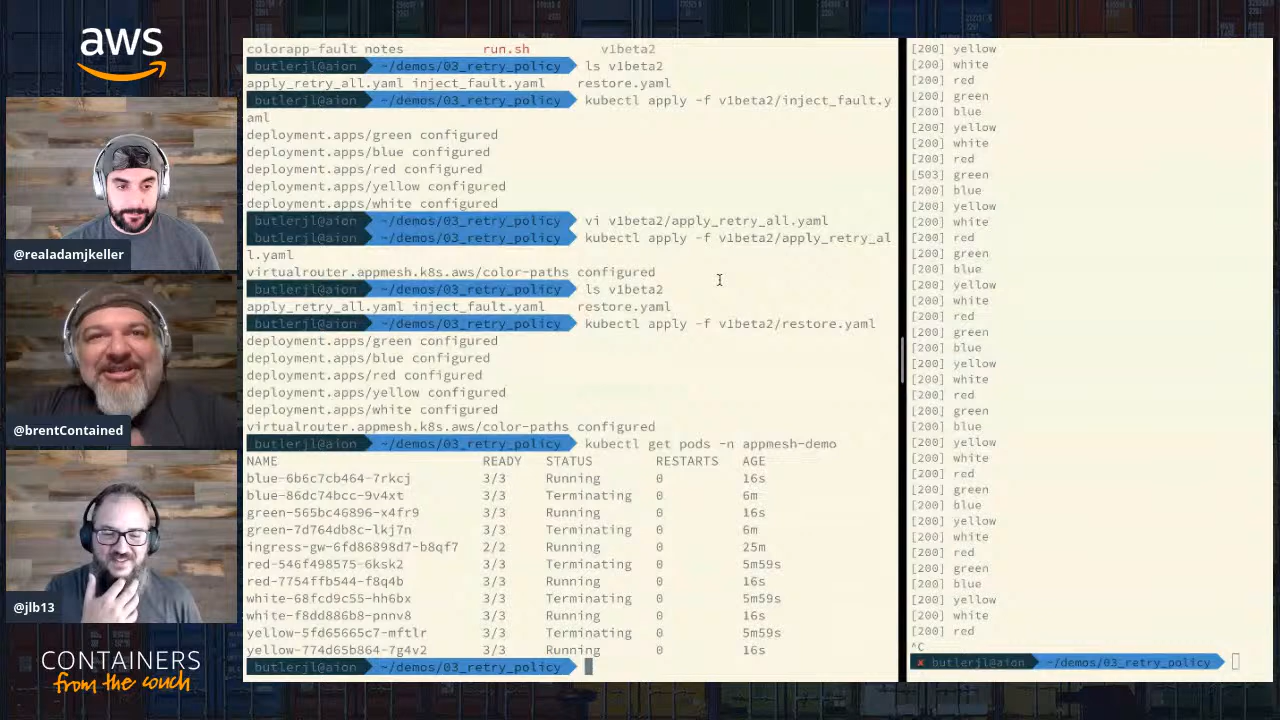 aws
@realadamjkeller
@brentContained
@jlb13
CONTAINERS
from the couch
colorapp-fault notes run.sh v1beta2
butlerjl@aion ~/demos/03_retry_policy ls v1beta2
apply_retry_all.yaml inject_fault.yaml restore.yaml
butlerjl@aion ~/demos/03_retry_policy kubectl apply -f v1beta2/inject_fault.y
aml
deployment.apps/green configured
deployment.apps/blue configured
deployment.apps/red configured
deployment.apps/yellow configured
deployment.apps/white configured
butlerjl@aion ~/demos/03_retry_policy vi v1beta2/apply_retry_all.yaml
butlerjl@aion ~/demos/03_retry_policy kubectl apply -f v1beta2/apply_retry_al
l.yaml
virtualrouter.appmesh.k8s.aws/color-paths configured
butlerjl@aion ~/demos/03_retry_policy ls v1beta2
apply_retry_all.yaml inject_fault.yaml restore.yaml
butlerjl@aion ~/demos/03_retry_policy kubectl apply -f v1beta2/restore.yaml
deployment.apps/green configured
deployment.apps/blue configured
deployment.apps/red configured
deployment.apps/yellow configured
deployment.apps/white configured
virtualrouter.appmesh.k8s.aws/color-paths configured
butlerjl@aion ~/demos/03_retry_policy kubectl get pods -n appmesh-demo
NAME READY STATUS RESTARTS AGE
blue-6b6c7cb464-7rkcj 3/3 Running 0 16s
blue-86dc74bcc-9v4xt 3/3 Terminating 0 6m
green-565bc46896-x4fr9 3/3 Running 0 16s
green-7d764db8c-lkj7n 3/3 Terminating 0 6m
ingress-gw-6fd86898d7-b8qf7 2/2 Running 0 25m
red-546f498575-6ksk2 3/3 Terminating 0 5m59s
red-7754ffb544-f8q4b 3/3 Running 0 16s
white-68fcd9c55-hh6bx 3/3 Terminating 0 5m59s
white-f8dd886b8-pnnv8 3/3 Running 0 16s
yellow-5fd65665c7-mftlr 3/3 Terminating 0 5m59s
yellow-774d65b864-7g4v2 3/3 Running 0 16s
butlerjl@aion ~/demos/03_retry_policy
[200] yellow
[200] white
[200] red
[200] green
[200] blue
[200] yellow
[200] white
[200] red
[503] green
[200] blue
[200] yellow
[200] white
[200] red
[200] green
[200] blue
[200] yellow
[200] white
[200] red
[200] green
[200] blue
[200] yellow
[200] white
[200] red
[200] green
[200] blue
[200] yellow
[200] white
[200] red
[200] green
[200] blue
[200] yellow
[200] white
[200] red
[200] green
[200] blue
[200] yellow
[200] white
[200] red
^C
✘ butlerjl@aion ~/demos/03_retry_policy